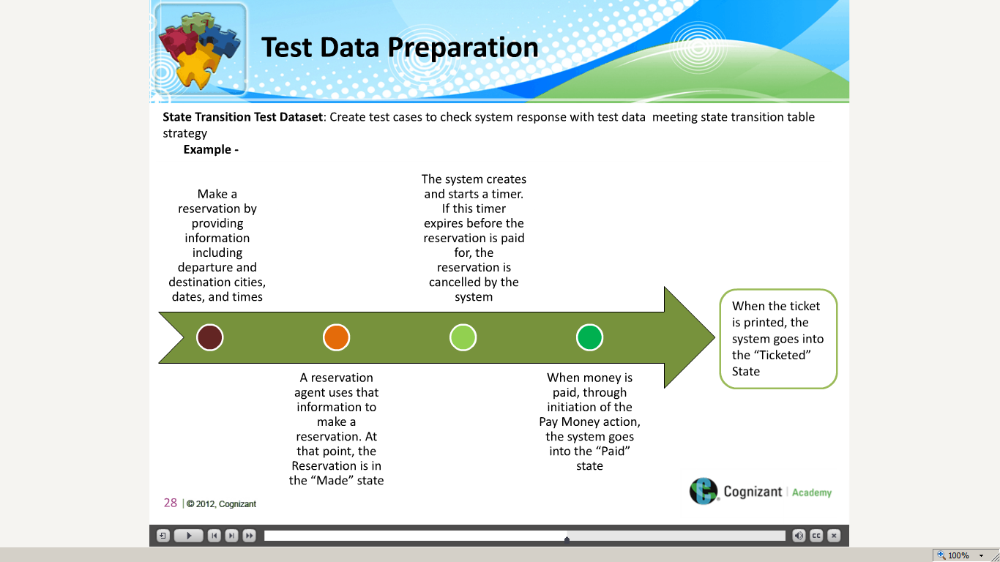 Test Data Preparation
State Transition Test Dataset: Create test cases to check system response with test data  meeting state transition table
strategy
Example -
Make a
reservation by
providing
information
including
departure and
destination cities,
dates, and times
A reservation
agent uses that
information to
make a
reservation. At
that point, the
Reservation is in
the “Made” state
The system creates
and starts a timer.
If this timer
expires before the
reservation is paid
for, the
reservation is
cancelled by the
system
When money is
paid, through
initiation of the
Pay Money action,
the system goes
into the “Paid”
state
When the ticket
is printed, the
system goes into
the “Ticketed”
State
28 | © 2012, Cognizant
Cognizant | Academy
CC
100%